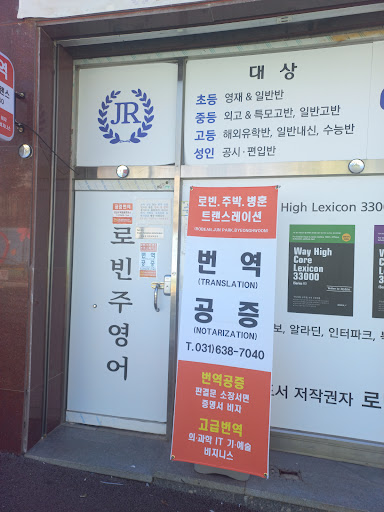 JR
대상
초등 영재 & 일반반
중등 외고 & 특모고반, 일반고반
고등 해외유학반, 일반내신, 수능반
성인 공시·편입반
로빈주영어
로빈. 주박. 병훈
트랜스레이션
번역
(TRANSLATION)
공증
(NOTARIZATION)
T.031)638-7040
번역공증
판결문 소장서면
증명서 비자
고급번역
의·과학 IT 기·예술
비지니스
High Lexicon 3300
Way High
Core
Lexicon
33000
보, 알라딘, 인터파크,
도서 저작권자 로